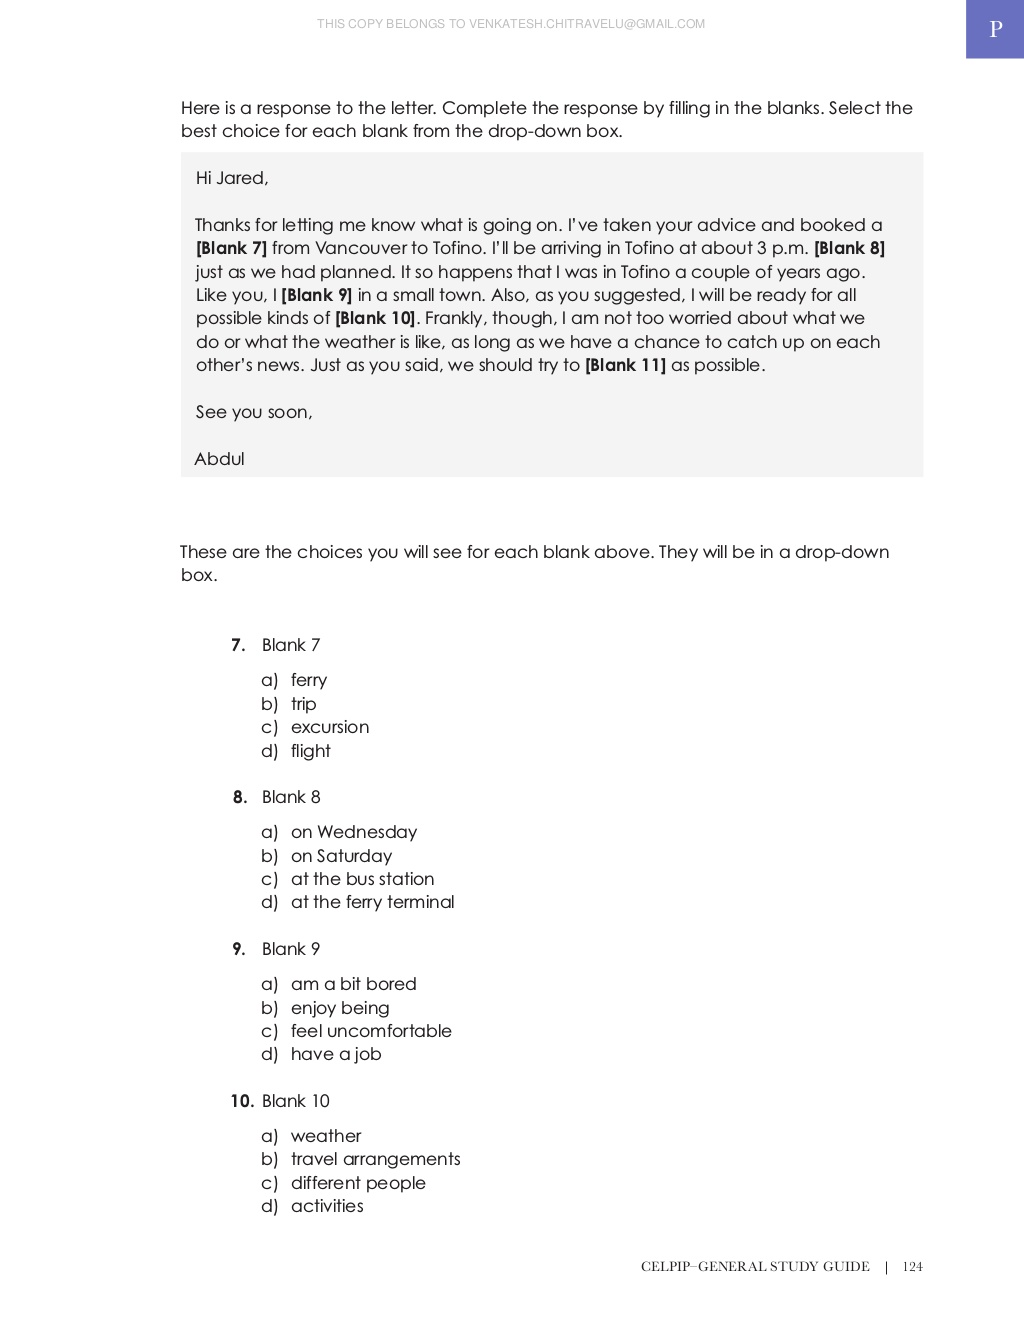 THIS COPY BELONGS TO VENKATESH.CHITRAVELU@GMAIL.COM
P
Here is a response to the letter. Complete the response by filling in the blanks. Select the
best choice for each blank from the drop-down box.
Hi Jared,
Thanks for letting me know what is going on. I've taken your advice and booked a
[Blank 7] from Vancouver to Tofino. I'll be arriving in Tofino at about 3 p.m. [Blank 8]
just as we had planned. It so happens that I was in Tofino a couple of years ago.
Like you, I [Blank 9] in a small town. Also, as you suggested, I will be ready for all
possible kinds of [Blank 10]. Frankly, though, I am not too worried about what we
do or what the weather is like, as long as we have a chance to catch up on each
other's news. Just as you said, we should try to [Blank 11] as possible.
See you soon,
Abdul
These are the choices you will see for each blank above. They will be in a drop-down
box.
7. Blank 7
a) ferry
b) trip
c) excursion
d) flight
8. Blank 8
a) on Wednesday
b) on Saturday
c) at the bus station
d) at the ferry terminal
9. Blank 9
a) am a bit bored
b) enjoy being
c) feel uncomfortable
d) have a job
10. Blank 10
a) weather
b) travel arrangements
c) different people
d) activities
CELPIP–GENERAL STUDY GUIDE | 124